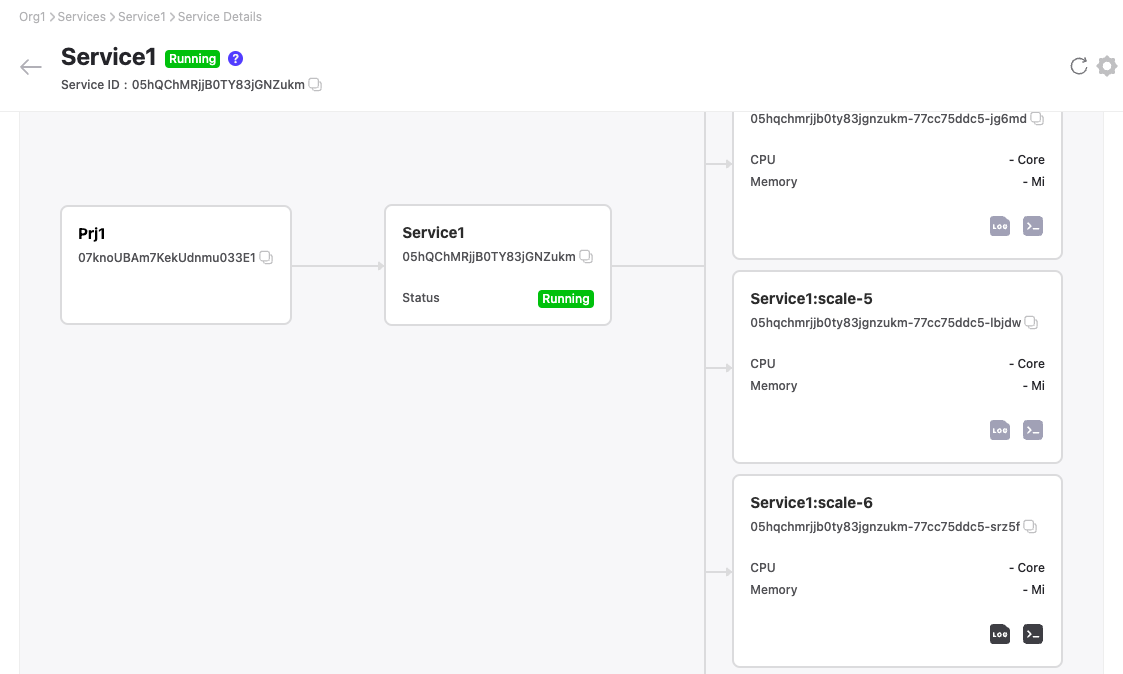 Org1 > Services > Service1 > Service Details
Service1 Running ?
Service ID : 05hQChMRjjB0TY83jGNZukm
05hqchmrjjb0ty83jgnzukm-77cc75ddc5-jg6md
CPU - Core
Memory - Mi
LOG >_
Prj1
07knoUBAm7KekUdnmu033E1
Service1
05hQChMRjjB0TY83jGNZukm
Status Running
Service1:scale-5
05hqchmrjjb0ty83jgnzukm-77cc75ddc5-lbjdw
CPU - Core
Memory - Mi
LOG >_
Service1:scale-6
05hqchmrjjb0ty83jgnzukm-77cc75ddc5-srz5f
CPU - Core
Memory - Mi
LOG >_